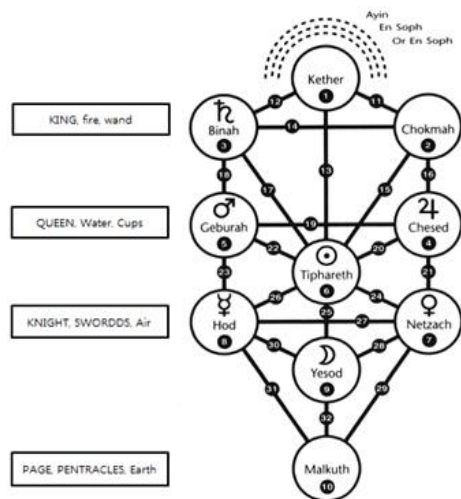 Ayin
En Soph
Or En Soph
Kether
1
12
11
KING, fire, wand
♄
Binah
3
14
Chokmah
2
13
18
17
15
16
QUEEN, Water, Cups
♂
Geburah
5
19
♃
Chesed
4
22
20
☉
Tiphareth
6
23
21
26
24
KNIGHT, SWORDDS, Air
☿
Hod
8
25
27
♀
Netzach
7
30
28
☽
Yesod
9
31
29
32
PAGE, PENTRACLES, Earth
Malkuth
10